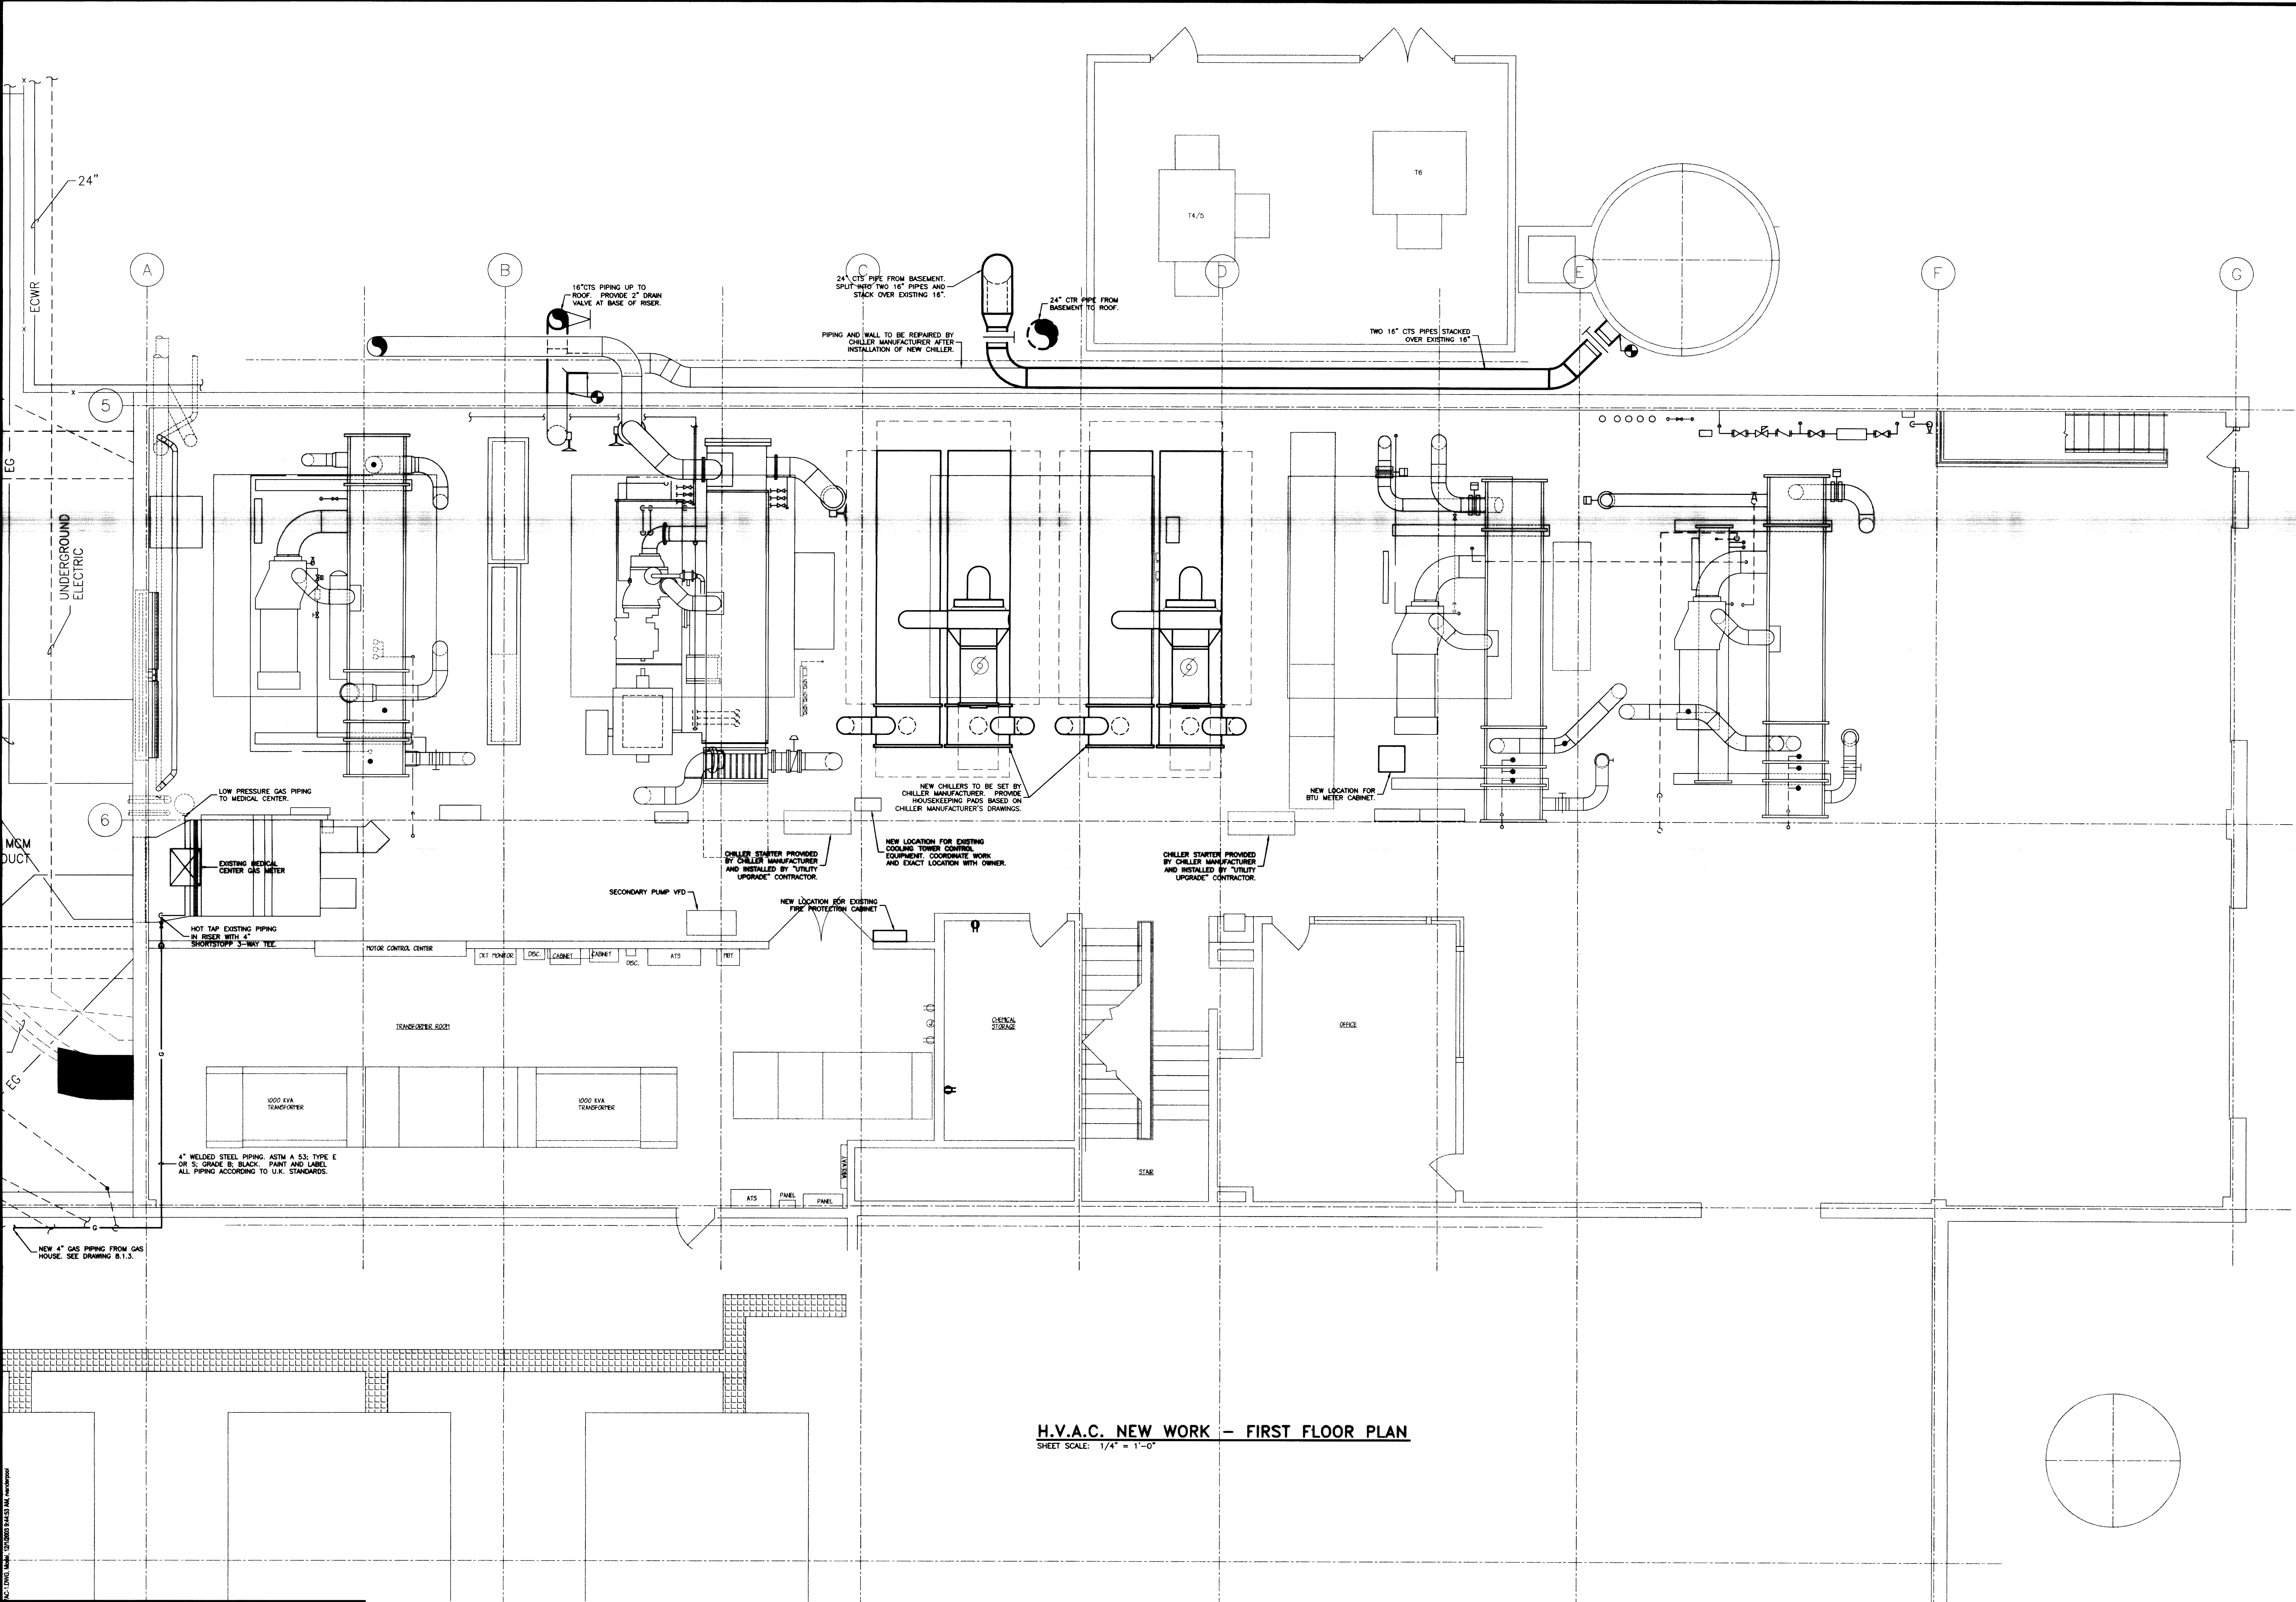 24"
ECWR
A
B
C
D
E
F
G
5
6
T4/5
T6
16"CTS PIPING UP TO
ROOF. PROVIDE 2" DRAIN
VALVE AT BASE OF RISER.
24" CTS PIPE FROM BASEMENT.
SPLIT INTO TWO 16" PIPES AND
STACK OVER EXISTING 16".
24" CTR PIPE FROM
BASEMENT TO ROOF.
PIPING AND WALL TO BE REPAIRED BY
CHILLER MANUFACTURER AFTER
INSTALLATION OF NEW CHILLER.
TWO 16" CTS PIPES STACKED
OVER EXISTING 16"
EG
UNDERGROUND
ELECTRIC
LOW PRESSURE GAS PIPING
TO MEDICAL CENTER.
NEW CHILLERS TO BE SET BY
CHILLER MANUFACTURER. PROVIDE
HOUSEKEEPING PADS BASED ON
CHILLER MANUFACTURER'S DRAWINGS.
NEW LOCATION FOR
BTU METER CABINET.
MCM
DUCT
EXISTING MEDICAL
CENTER GAS METER
CHILLER STARTER PROVIDED
BY CHILLER MANUFACTURER
AND INSTALLED BY "UTILITY
UPGRADE" CONTRACTOR.
NEW LOCATION FOR EXISTING
COOLING TOWER CONTROL
EQUIPMENT. COORDINATE WORK
AND EXACT LOCATION WITH OWNER.
CHILLER STARTER PROVIDED
BY CHILLER MANUFACTURER
AND INSTALLED BY "UTILITY
UPGRADE" CONTRACTOR.
SECONDARY PUMP VFD
NEW LOCATION FOR EXISTING
FIRE PROTECTION CABINET
HOT TAP EXISTING PIPING
IN RISER WITH 4"
SHORTSTOPP 3-WAY TEE.
MOTOR CONTROL CENTER
CKT MONITOR
DISC.
CABINET
CABINET
DISC.
ATS
MBT
TRANSFORMER ROOM
CHEMICAL
STORAGE
OFFICE
G
EG
1000 KVA
TRANSFORMER
1000 KVA
TRANSFORMER
4" WELDED STEEL PIPING. ASTM A 53; TYPE E
OR S; GRADE B; BLACK. PAINT AND LABEL
ALL PIPING ACCORDING TO U.K. STANDARDS.
WIREWAY
STAIR
ATS
PANEL
PANEL
G
NEW 4" GAS PIPING FROM GAS
HOUSE. SEE DRAWING 8.1.3.
H.V.A.C. NEW WORK - FIRST FLOOR PLAN
SHEET SCALE: 1/4" = 1'-0"